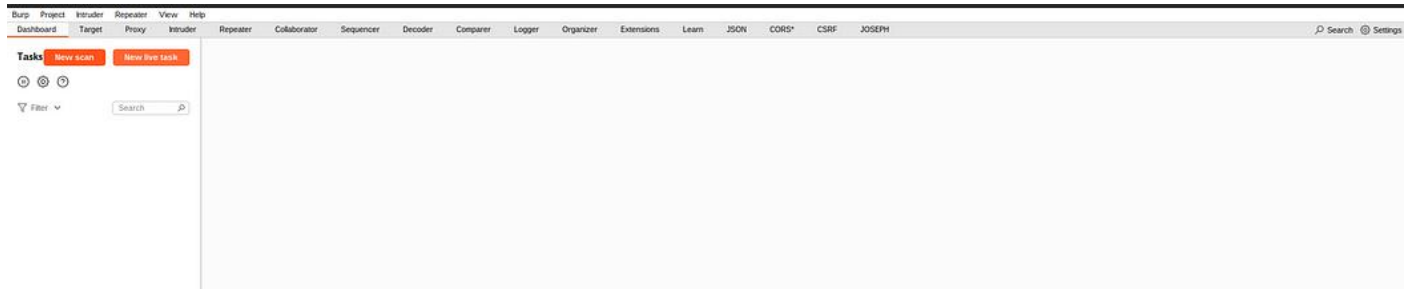 Burp Project Intruder Repeater View Help
Dashboard Target Proxy Intruder Repeater Collaborator Sequencer Decoder Comparer Logger Organizer Extensions Learn JSON CORS* CSRF JOSEPH Search Settings
Tasks New scan New live task
Filter Search